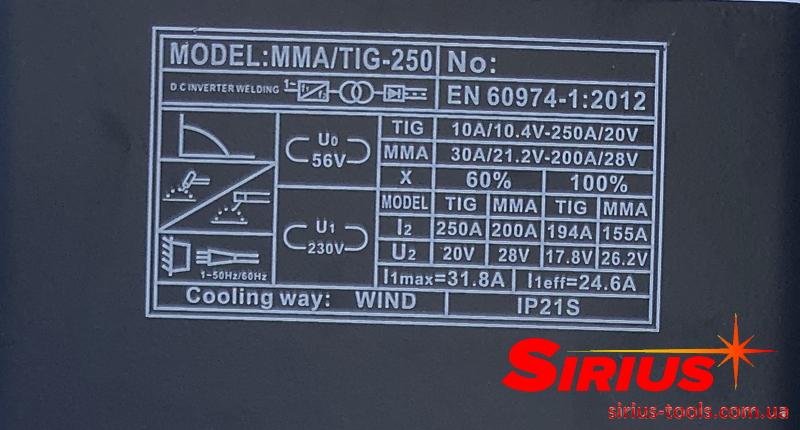 MODEL:MMA/TIG-250 No:
D.C INVERTER WELDING 1~ f1 f2 EN 60974-1:2012
TIG 10A/10.4V-250A/20V
U0 56V MMA 30A/21.2V-200A/28V
X 60% 100%
MODEL TIG MMA TIG MMA
U1 230V I2 250A 200A 194A 155A
U2 20V 28V 17.8V 26.2V
1~50Hz/60Hz I1max=31.8A I1eff=24.6A
Cooling way: WIND IP21S
SIRIUS
sirius-tools.com.ua